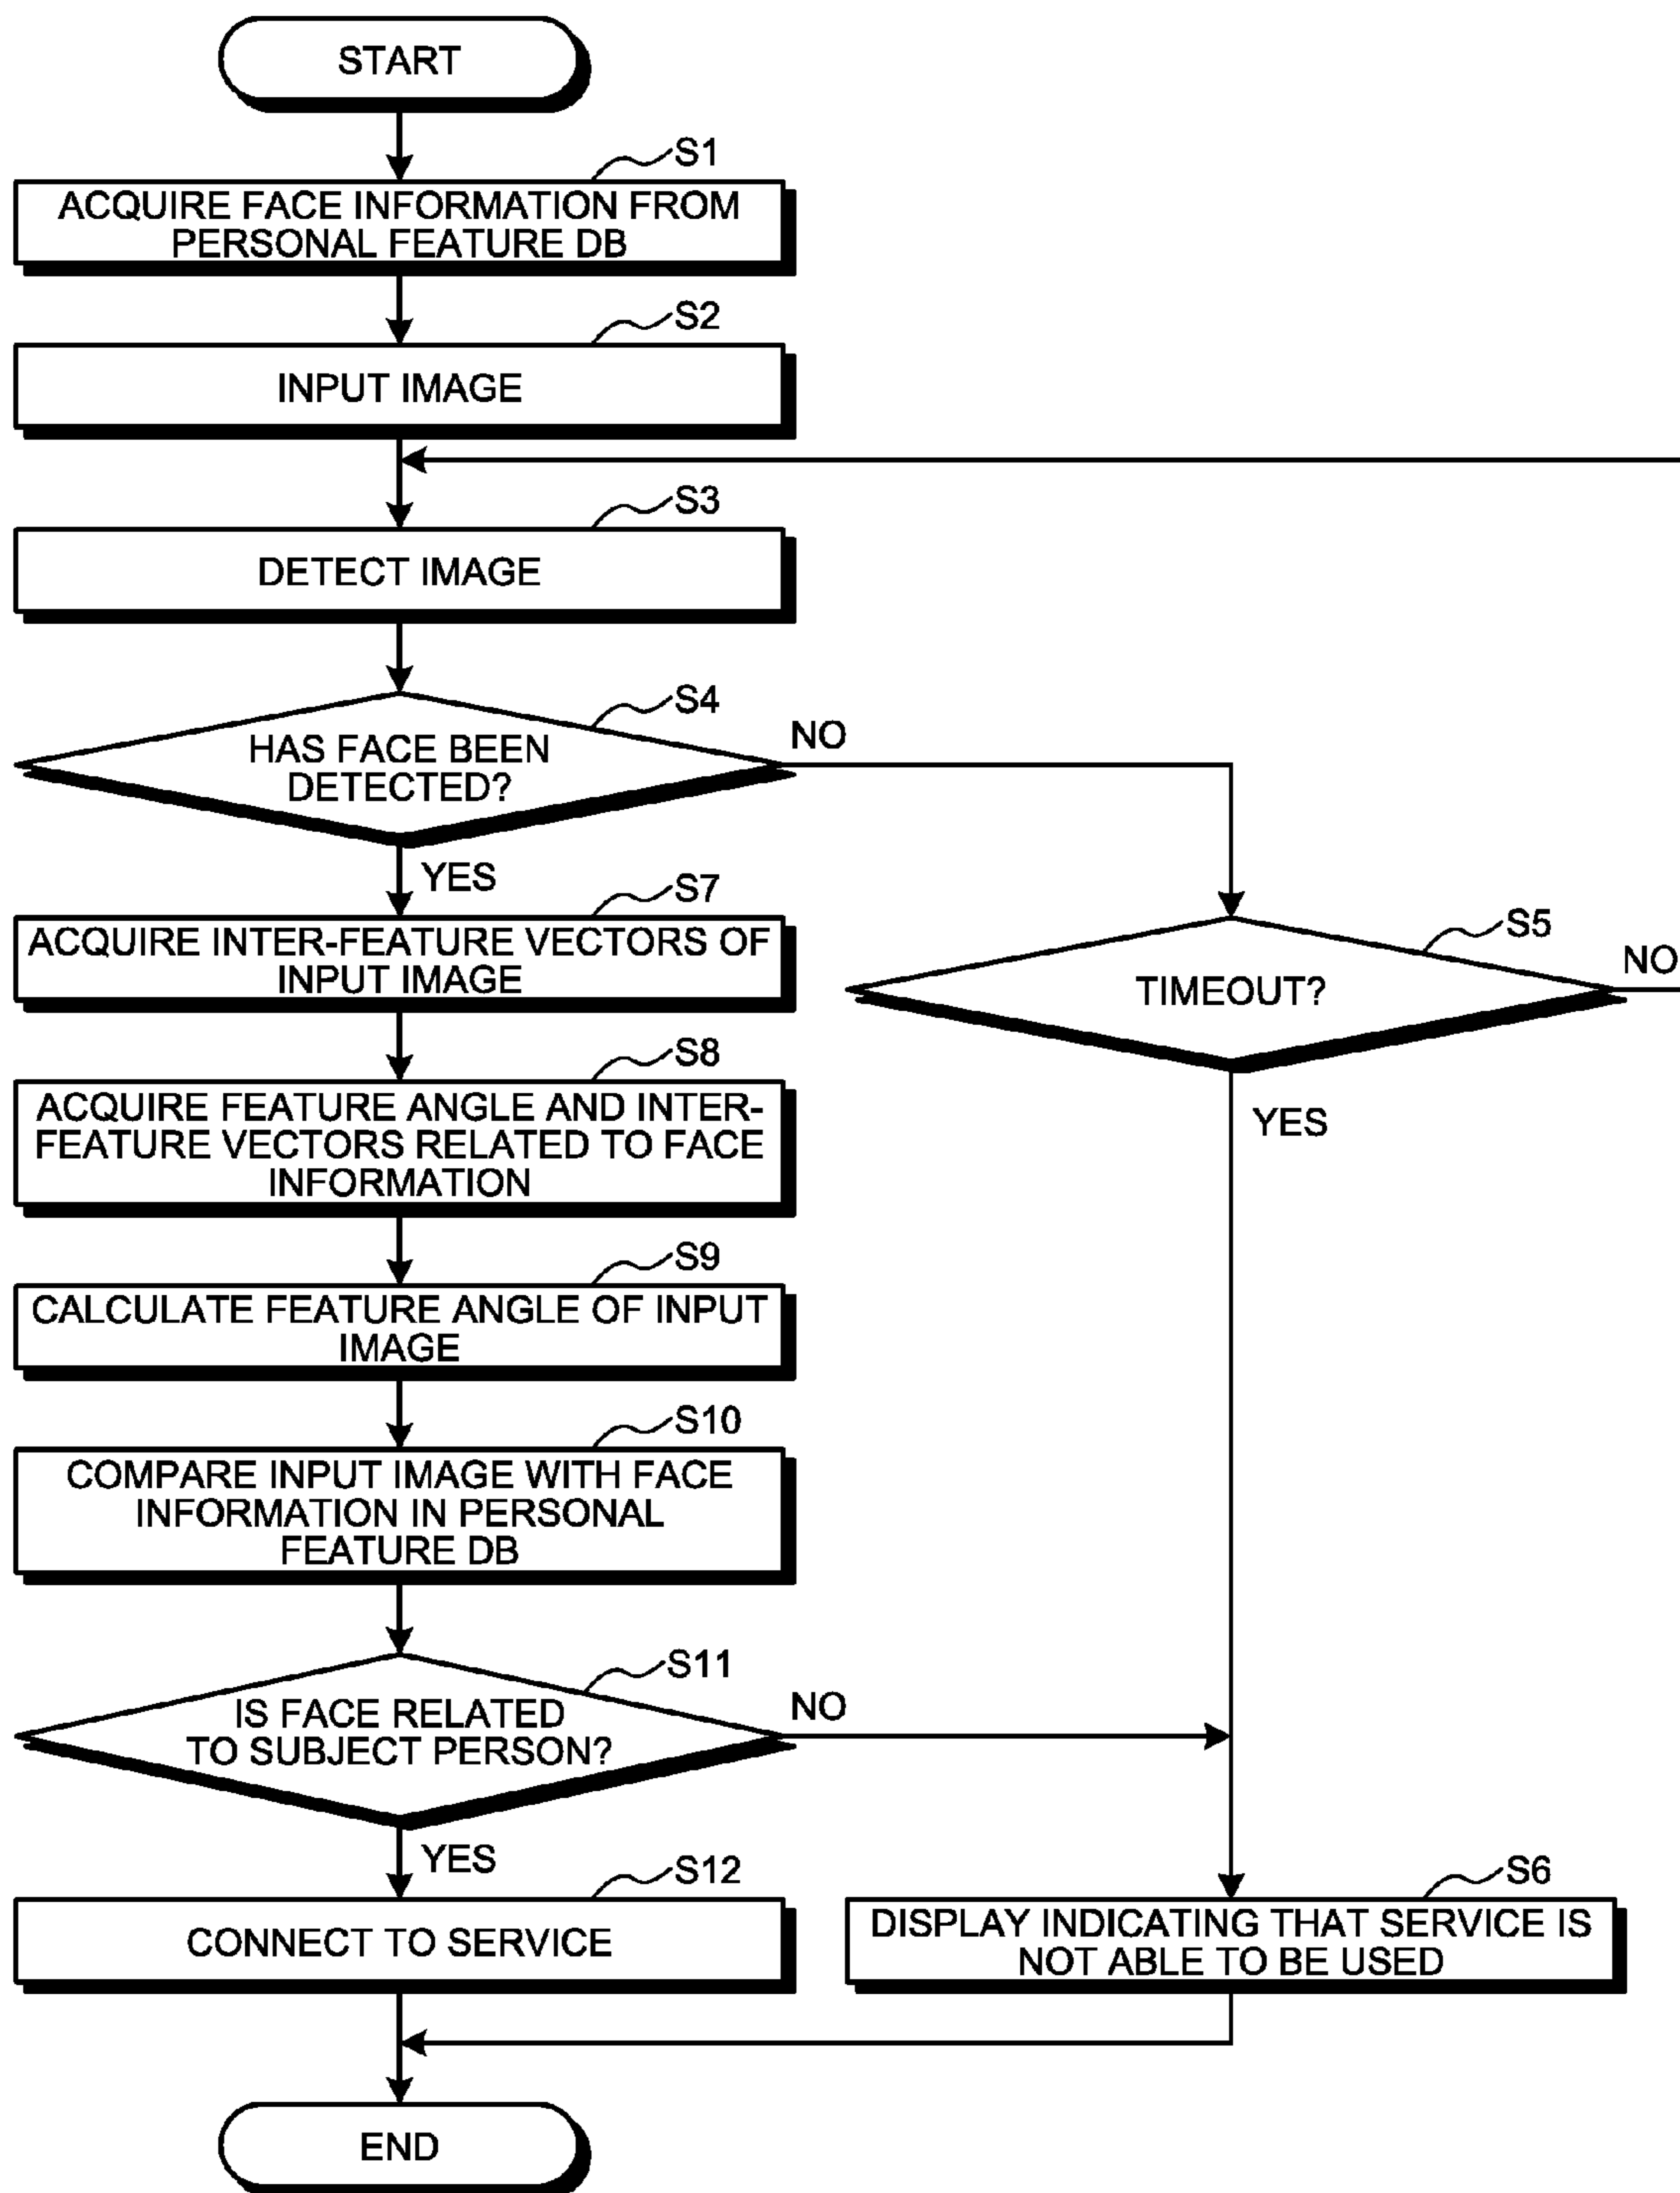 START
S1
ACQUIRE FACE INFORMATION FROM
PERSONAL FEATURE DB
S2
INPUT IMAGE
S3
DETECT IMAGE
S4
HAS FACE BEEN
DETECTED?
NO
YES
S7
ACQUIRE INTER-FEATURE VECTORS OF
INPUT IMAGE
S5
TIMEOUT?
NO
YES
S8
ACQUIRE FEATURE ANGLE AND INTER-
FEATURE VECTORS RELATED TO FACE
INFORMATION
S9
CALCULATE FEATURE ANGLE OF INPUT
IMAGE
S10
COMPARE INPUT IMAGE WITH FACE
INFORMATION IN PERSONAL
FEATURE DB
S11
IS FACE RELATED
TO SUBJECT PERSON?
NO
YES
S12
CONNECT TO SERVICE
S6
DISPLAY INDICATING THAT SERVICE IS
NOT ABLE TO BE USED
END